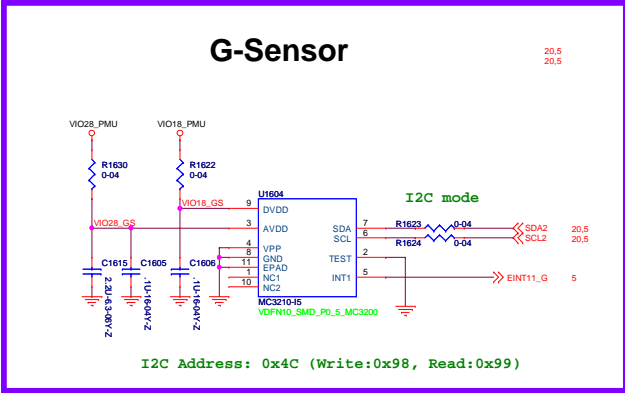 G-Sensor
20,5
20,5
VIO28_PMU
VIO18_PMU
R1630
0-04
R1622
0-04
VIO18_GS
VIO28_GS
U1604
I2C mode
9 DVDD
3 AVDD
4 VPP
8 GND
11 EPAD
1 NC1
10 NC2
SDA 7
SCL 6
TEST 2
INT1 5
R1623 0-04
R1624 0-04
SDA2 20,5
SCL2 20,5
EINT11_G 5
C1615
2.2U-6.3-06Y-Z
C1605
.1U-16-04Y-Z
C1606
.1U-16-04Y-Z
MC3210-I5
VDFN10_SMD_P0_5_MC3200
I2C Address: 0x4C (Write:0x98, Read:0x99)